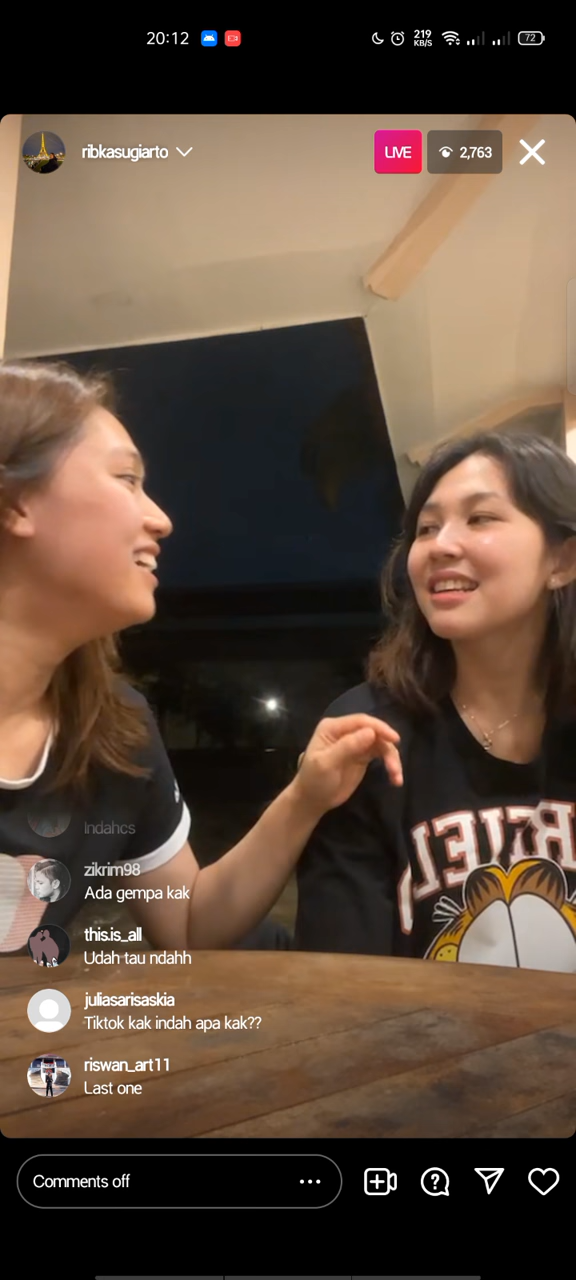 20:12
219
KB/S
72
ribkasugiarto
LIVE
2,763
GARFIELD
Indahcs
zikrim98
Ada gempa kak
this.is_all
Udah tau ndahh
juliasarisaskia
Tiktok kak indah apa kak??
riswan_art11
Last one
Comments off